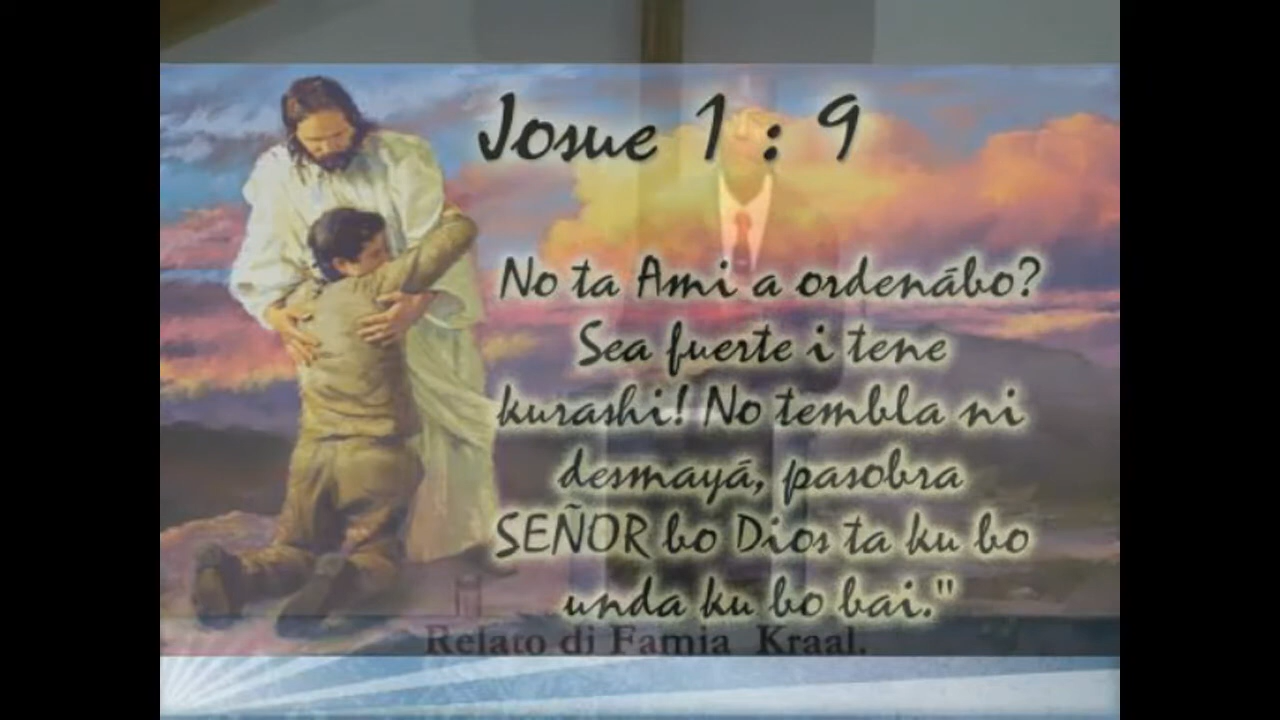 Josue 1 : 9
No ta Ami a ordenábo?
Sea fuerte i tene
kurashi! No tembla ni
desmayá, pasobra
SEÑOR bo Dios ta ku bo
unda ku bo bai."
Relato di Famia Kraal.